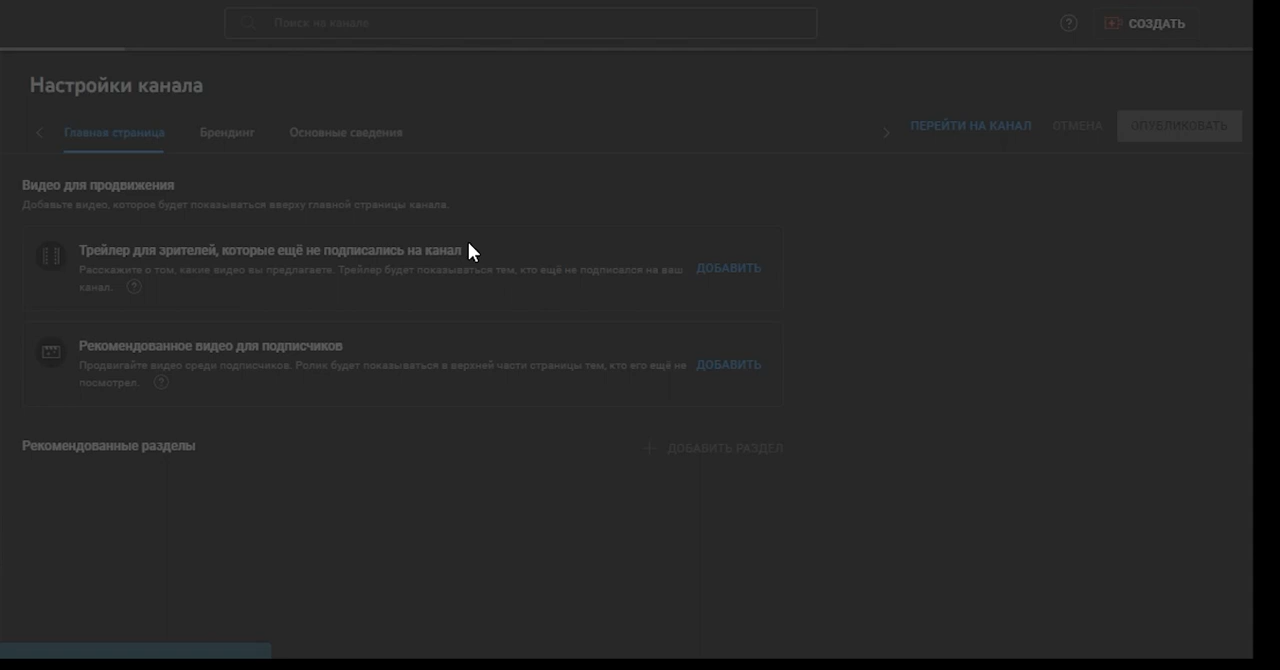 Поиск на канале
СОЗДАТЬ
Настройки канала
Главная страница
Брендинг
Основные сведения
ПЕРЕЙТИ НА КАНАЛ
ОТМЕНА
ОПУБЛИКОВАТЬ
Видео для продвижения
Добавьте видео, которое будет показываться вверху главной страницы канала.
Трейлер для зрителей, которые ещё не подписались на канал
Расскажите о том, какие видео вы предлагаете. Трейлер будет показываться тем, кто ещё не подписался на ваш
канал.
ДОБАВИТЬ
Рекомендованное видео для подписчиков
Продвигайте видео среди подписчиков. Ролик будет показываться в верхней части страницы тем, кто его ещё не
посмотрел.
ДОБАВИТЬ
Рекомендованные разделы
+ ДОБАВИТЬ РАЗДЕЛ